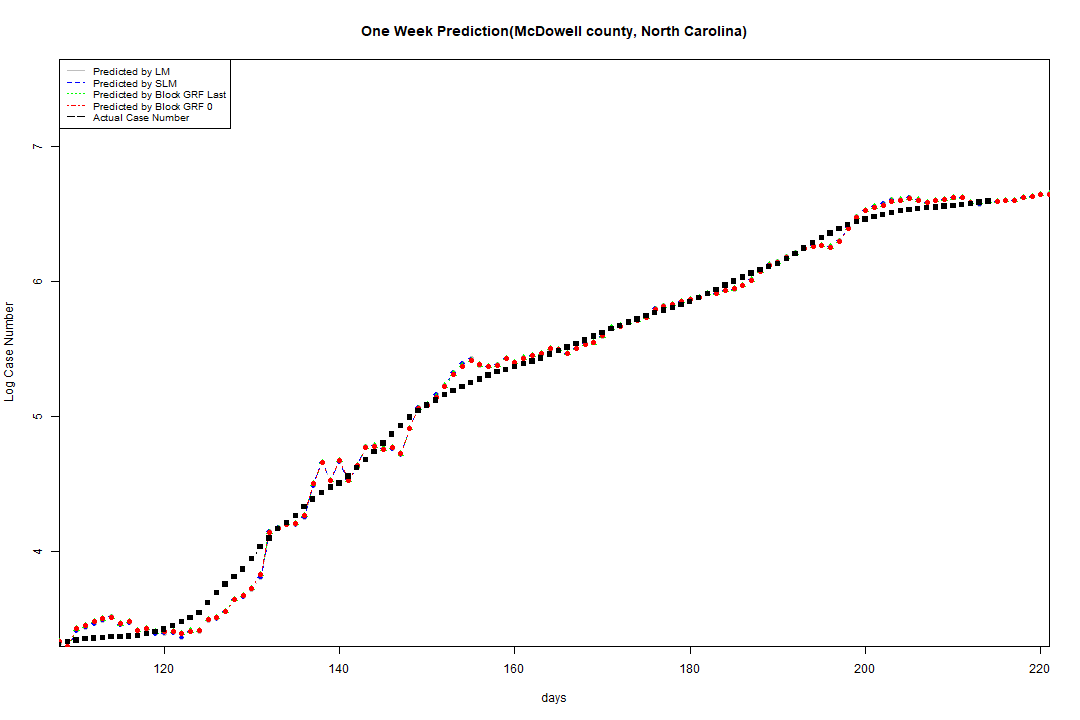 One Week Prediction(McDowell county, North Carolina)
Predicted by LM
Predicted by SLM
Predicted by Block GRF Last
Predicted by Block GRF 0
Actual Case Number
7
6
5
4
Log Case Number
120 140 160 180 200 220
days